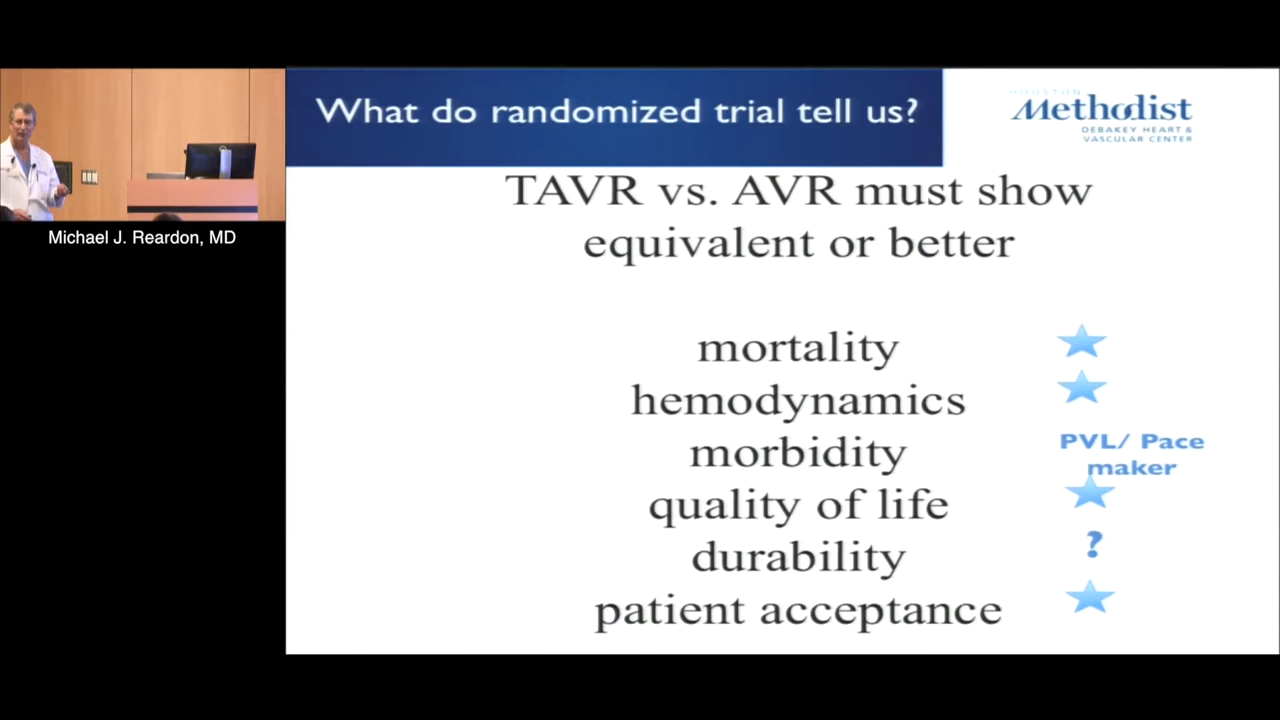 What do randomized trial tell us?
HOUSTON
Methodist
DEBAKEY HEART &
VASCULAR CENTER
TAVR vs. AVR must show
equivalent or better
mortality
hemodynamics
morbidity
PVL/ Pace
maker
quality of life
durability
?
patient acceptance
Michael J. Reardon, MD